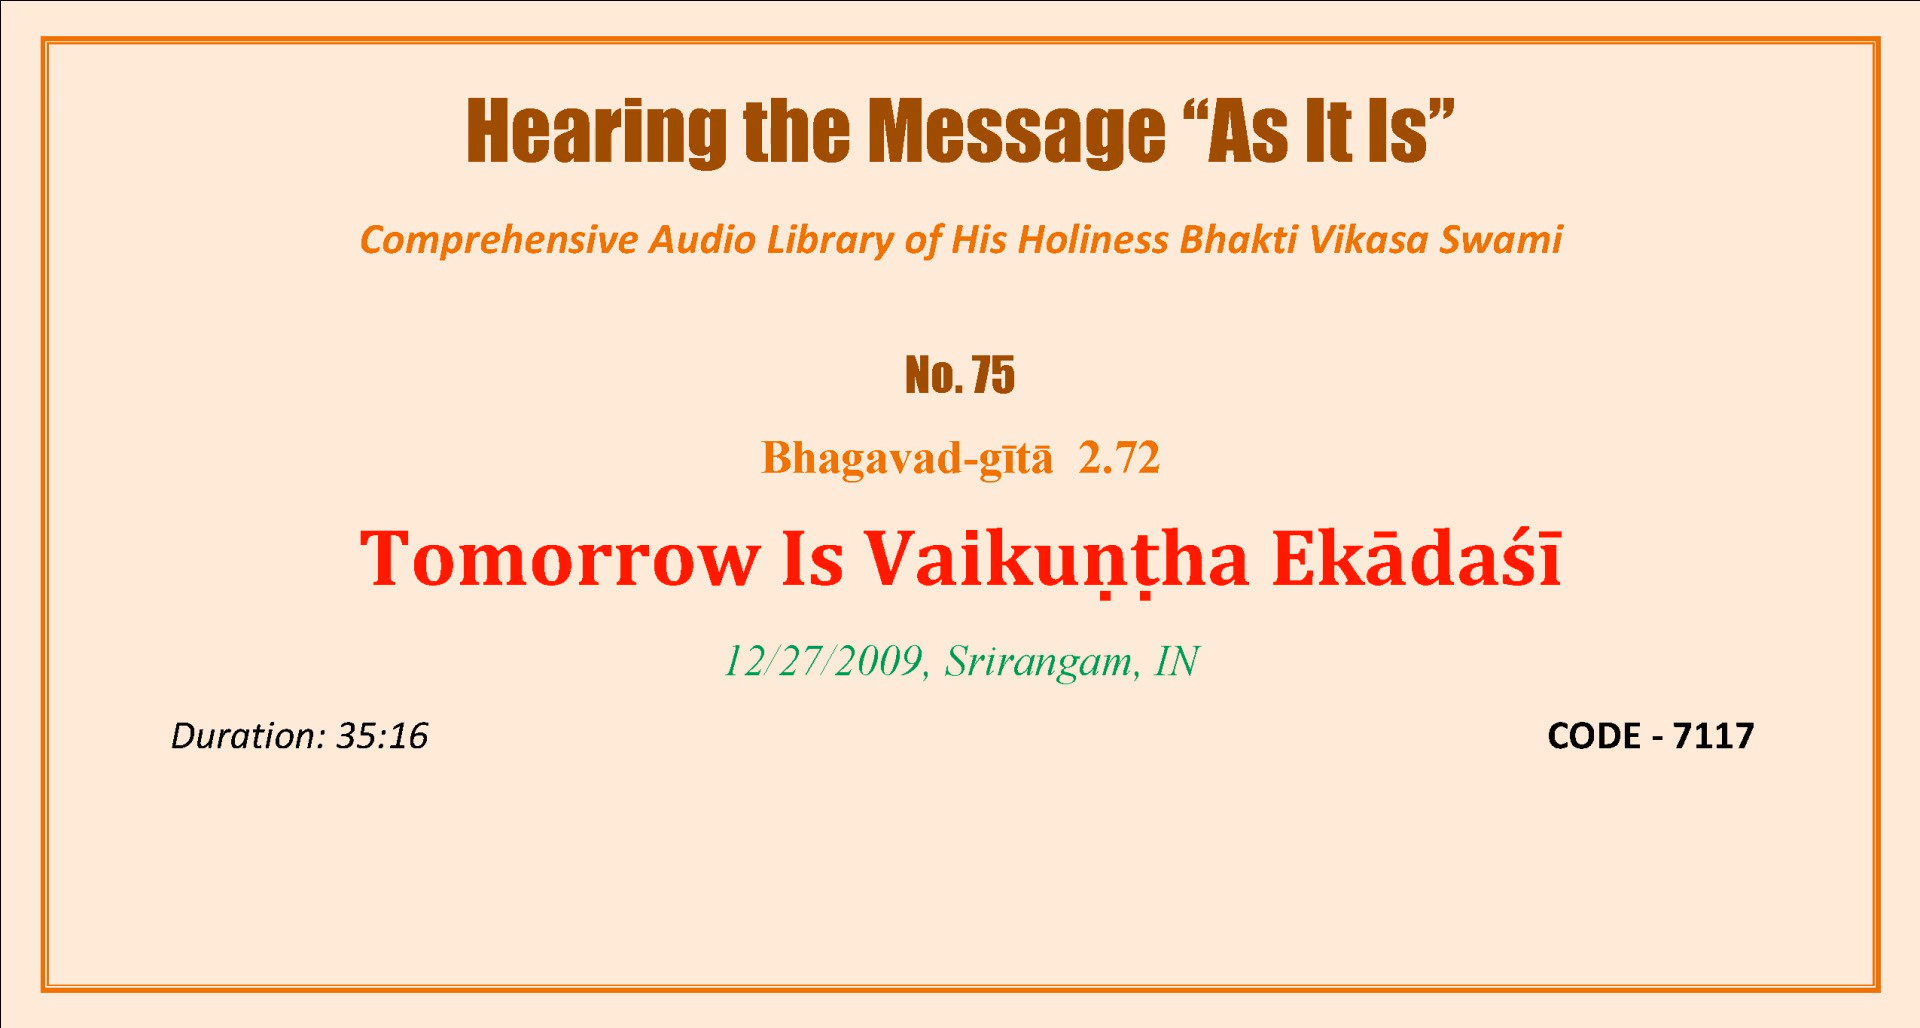 Hearing the Message “As It Is”
Comprehensive Audio Library of His Holiness Bhakti Vikasa Swami
No. 75
Bhagavad-gītā 2.72
Tomorrow Is Vaikuṇṭha Ekādaśī
12/27/2009, Srirangam, IN
Duration: 35:16 CODE - 7117